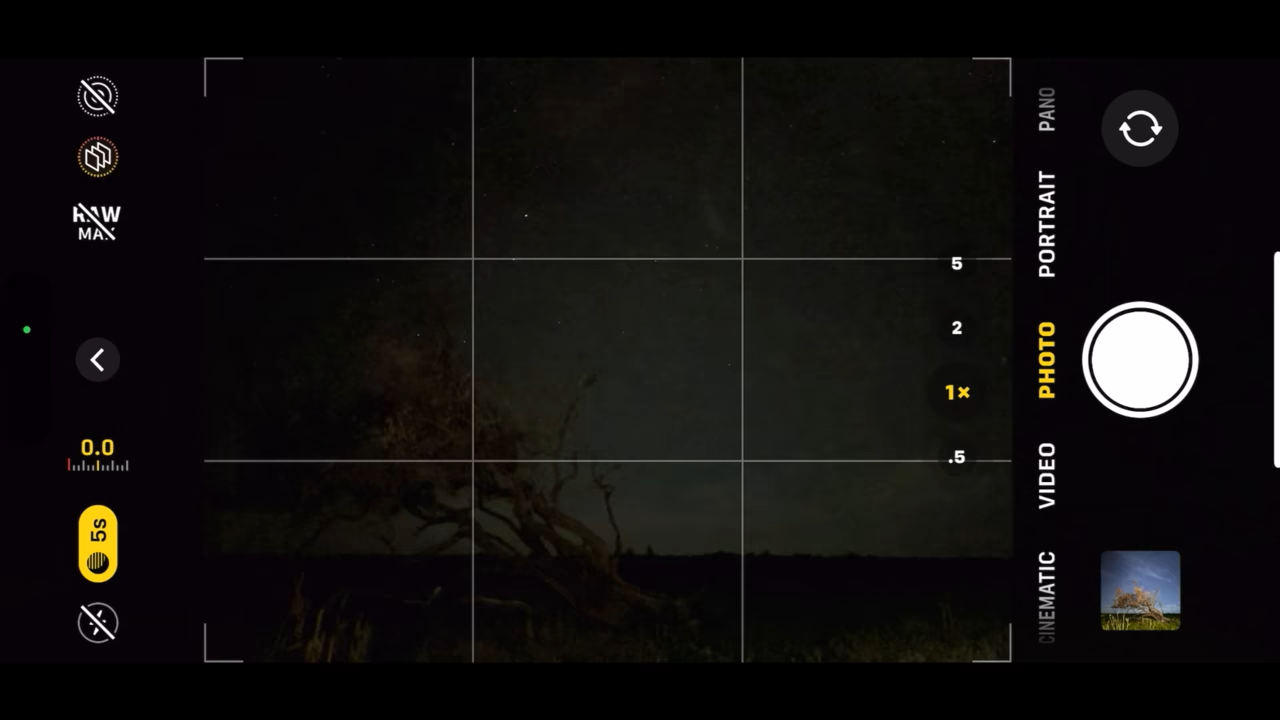 RAW
MAX
0.0
5s
5
2
1×
.5
PANO
PORTRAIT
PHOTO
VIDEO
CINEMATIC